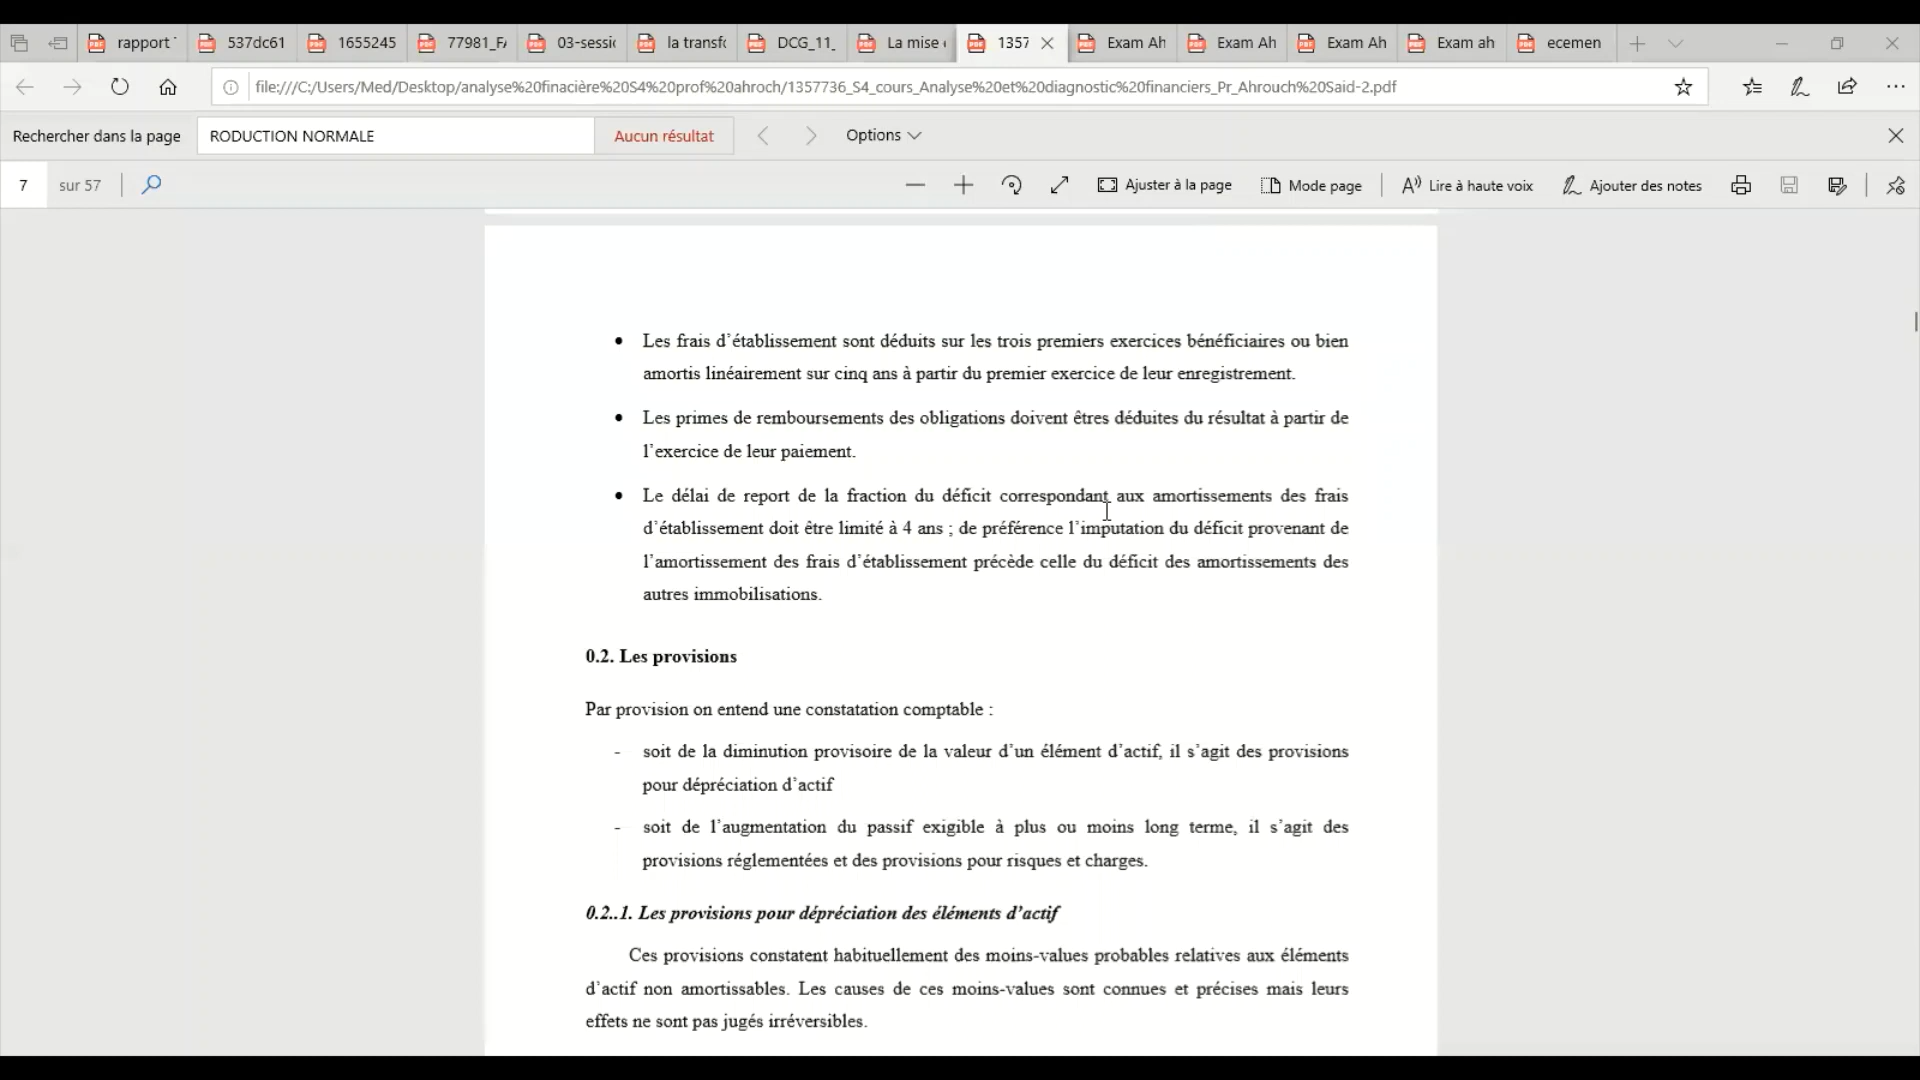 rapport
537dc61
1655245
77981_F
03-sessi
la transf
DCG_11_
La mise
1357
Exam Ah
Exam Ah
Exam Ah
Exam ah
ecemen
file:///C:/Users/Med/Desktop/analyse%20finacière%20S4%20prof%20ahroch/1357736_S4_cours_Analyse%20et%20diagnostic%20financiers_Pr_Ahrouch%20Said-2.pdf
Rechercher dans la page
RODUCTION NORMALE
Aucun résultat
Options
7 sur 57
Ajuster à la page
Mode page
Lire à haute voix
Ajouter des notes
• Les frais d’établissement sont déduits sur les trois premiers exercices bénéficiaires ou bien
amortis linéairement sur cinq ans à partir du premier exercice de leur enregistrement.
• Les primes de remboursements des obligations doivent êtres déduites du résultat à partir de
l’exercice de leur paiement.
• Le délai de report de la fraction du déficit correspondant aux amortissements des frais
d’établissement doit être limité à 4 ans ; de préférence l’imputation du déficit provenant de
l’amortissement des frais d’établissement précède celle du déficit des amortissements des
autres immobilisations.
0.2. Les provisions
Par provision on entend une constatation comptable :
- soit de la diminution provisoire de la valeur d’un élément d’actif, il s’agit des provisions
pour dépréciation d’actif
- soit de l’augmentation du passif exigible à plus ou moins long terme, il s’agit des
provisions réglementées et des provisions pour risques et charges.
0.2..1. Les provisions pour dépréciation des éléments d’actif
Ces provisions constatent habituellement des moins-values probables relatives aux éléments
d’actif non amortissables. Les causes de ces moins-values sont connues et précises mais leurs
effets ne sont pas jugés irréversibles.